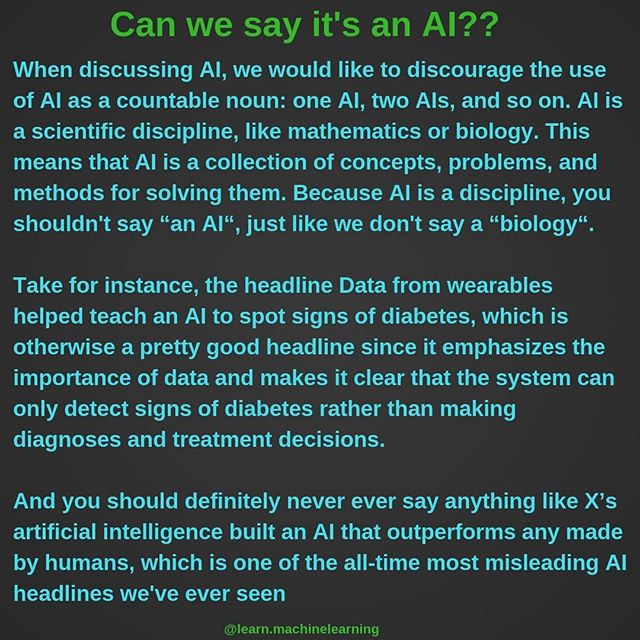 Can we say it's an AI??
When discussing AI, we would like to discourage the use
of AI as a countable noun: one AI, two AIs, and so on. AI is
a scientific discipline, like mathematics or biology. This
means that AI is a collection of concepts, problems, and
methods for solving them. Because AI is a discipline, you
shouldn't say “an AI“, just like we don't say a “biology“.
Take for instance, the headline Data from wearables
helped teach an AI to spot signs of diabetes, which is
otherwise a pretty good headline since it emphasizes the
importance of data and makes it clear that the system can
only detect signs of diabetes rather than making
diagnoses and treatment decisions.
And you should definitely never ever say anything like X’s
artificial intelligence built an AI that outperforms any made
by humans, which is one of the all-time most misleading AI
headlines we've ever seen
@learn.machinelearning